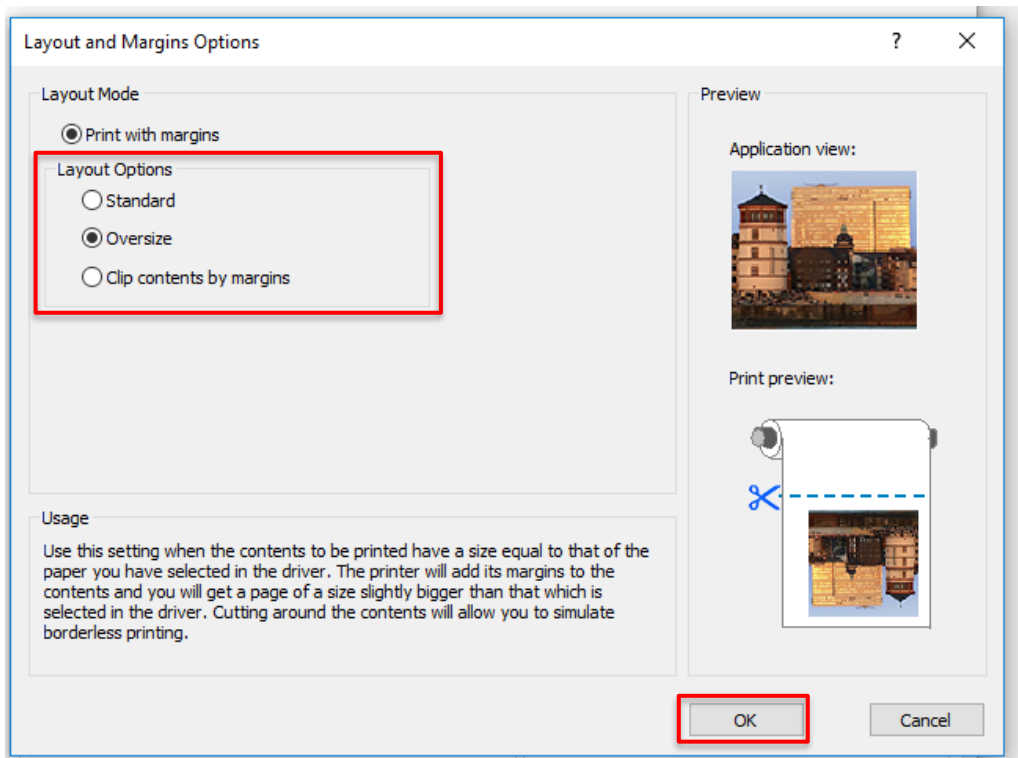 Layout and Margins Options
?
Layout Mode
Print with margins
Layout Options
Standard
Oversize
Clip contents by margins
Usage
Use this setting when the contents to be printed have a size equal to that of the
paper you have selected in the driver. The printer will add its margins to the
contents and you will get a page of a size slightly bigger than that which is
selected in the driver. Cutting around the contents will allow you to simulate
borderless printing.
Preview
Application view:
Print preview:
OK
Cancel